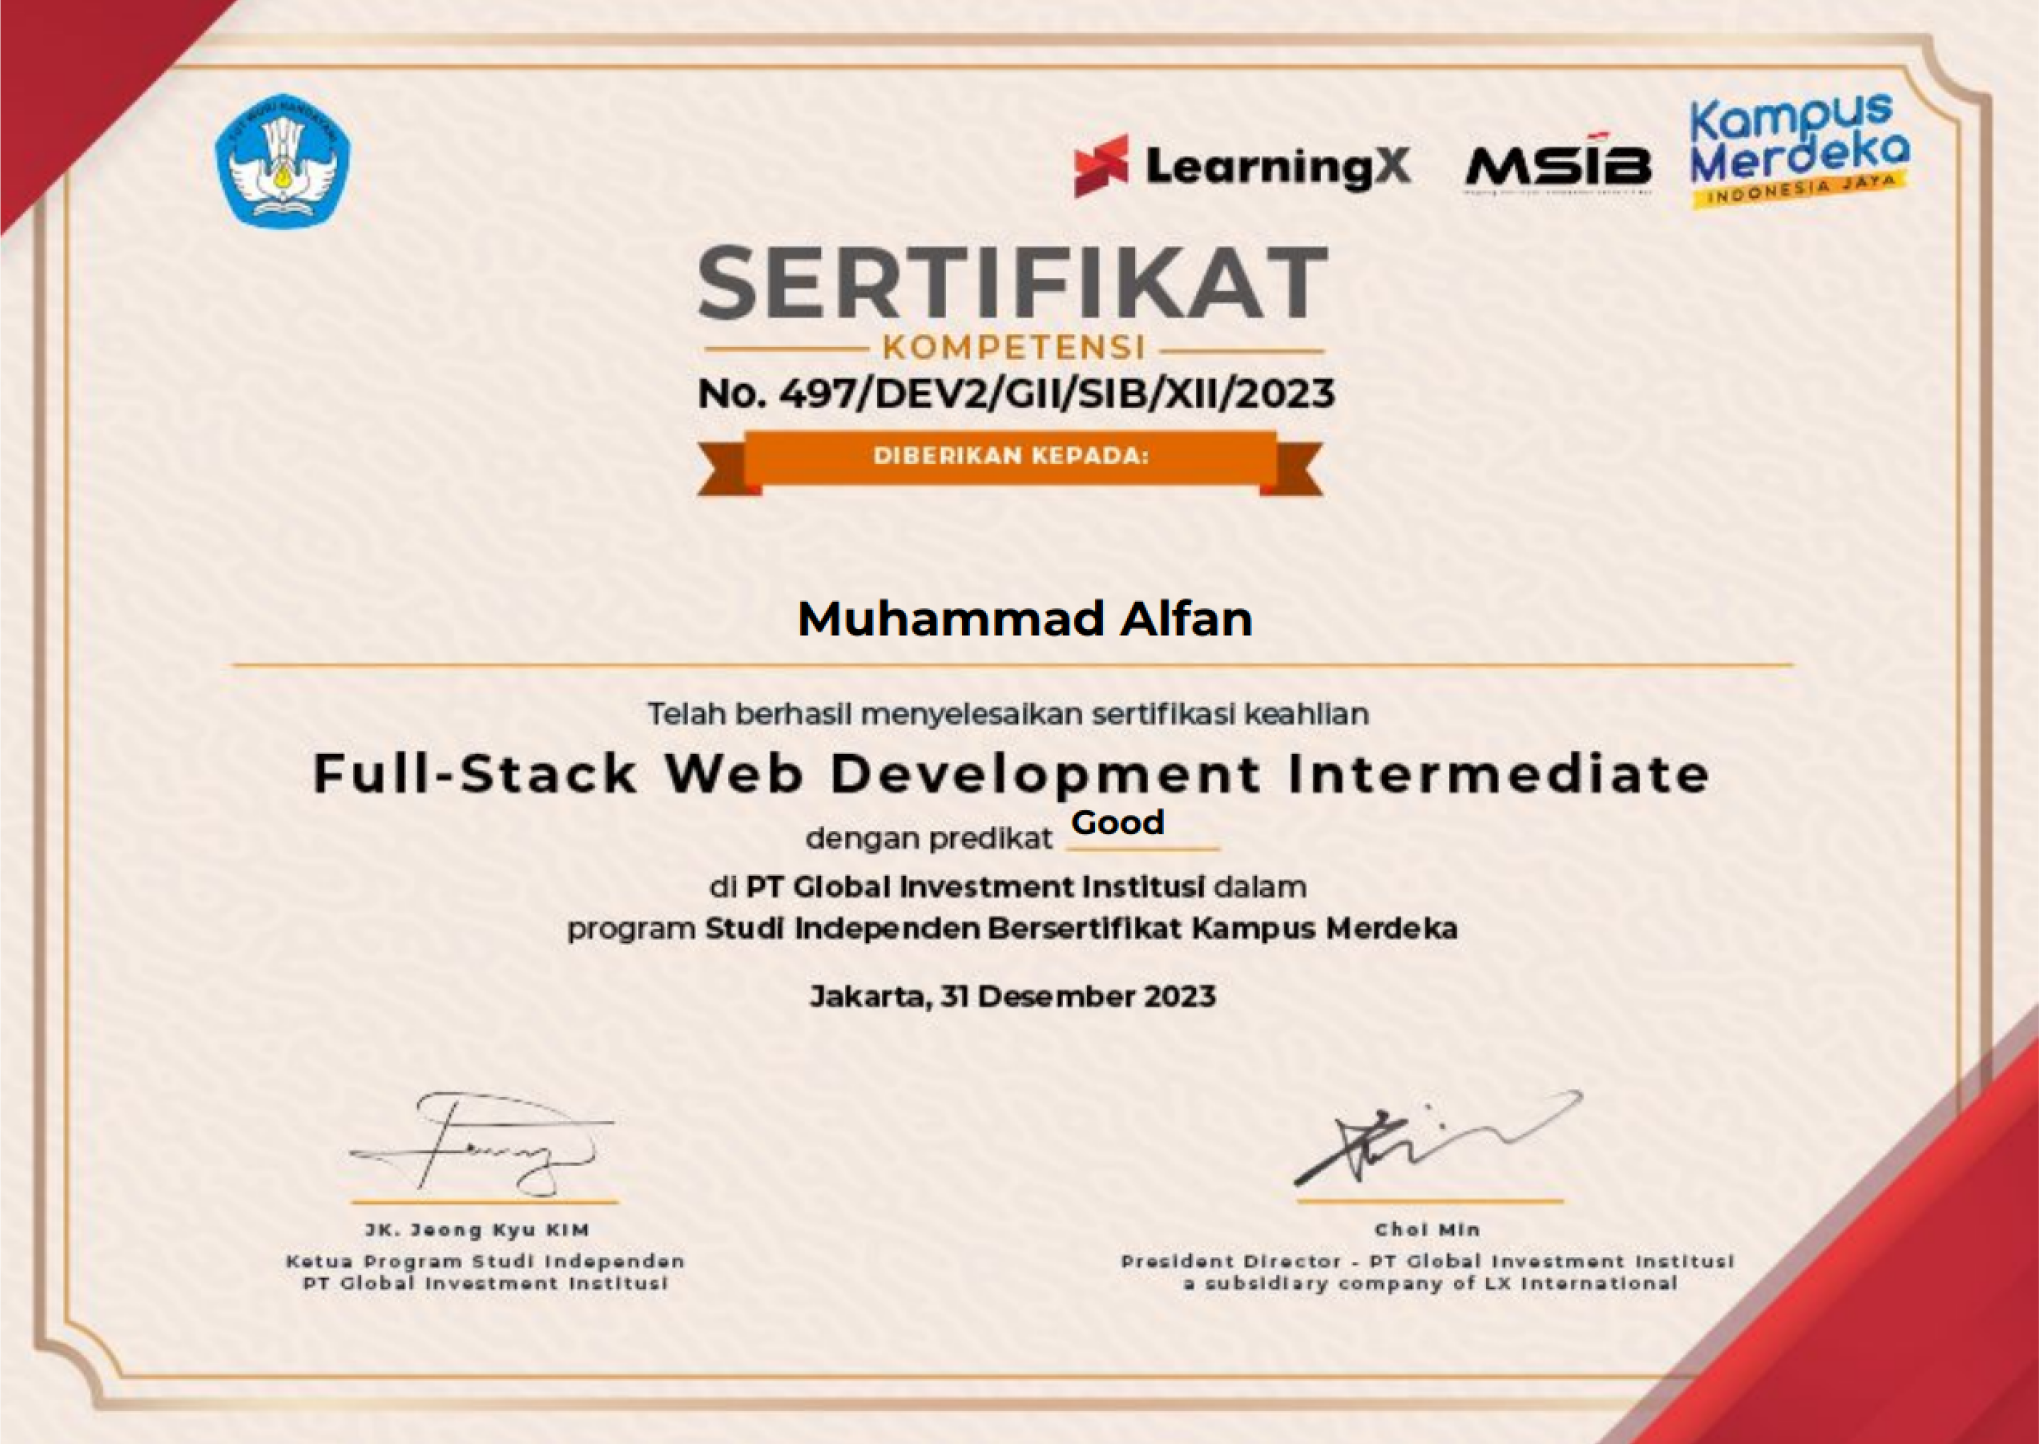 TUT WURI HANDAYANI
LearningX
MSIB
Kampus
Merdeka
INDONESIA JAYA
SERTIFIKAT
KOMPETENSI
No. 497/DEV2/GII/SIB/XII/2023
DIBERIKAN KEPADA:
Muhammad Alfan
Telah berhasil menyelesaikan sertifikasi keahlian
Full-Stack Web Development Intermediate
dengan predikat Good
di PT Global Investment Institusi dalam
program Studi Independen Bersertifikat Kampus Merdeka
Jakarta, 31 Desember 2023
JK. Jeong Kyu KIM
Ketua Program Studi Independen
PT Global Investment Institusi
Choi Min
President Director - PT Global Investment Institusi
a subsidiary company of LX International